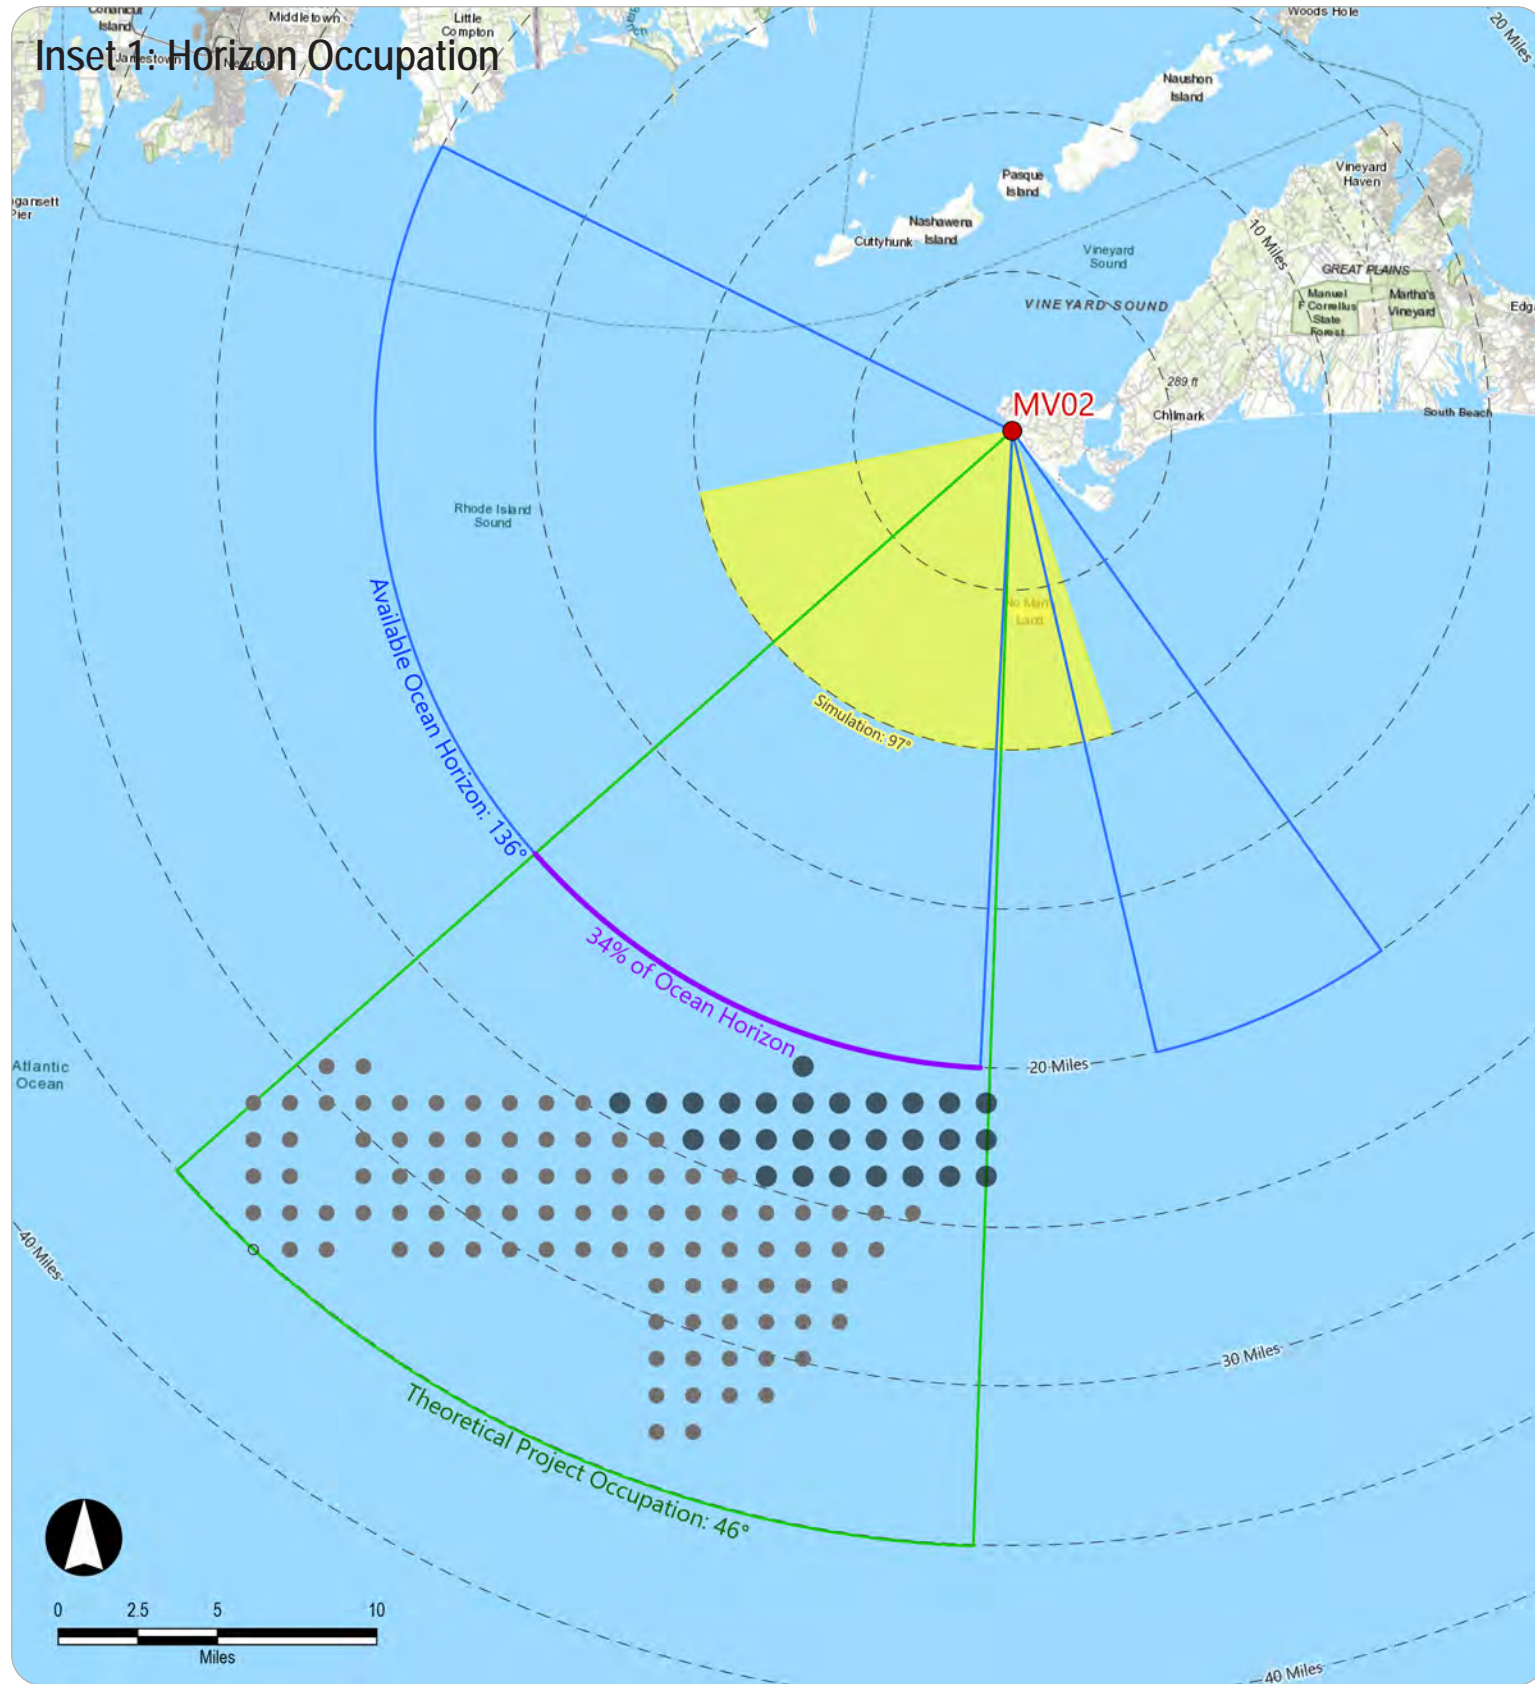 Inset 1: Horizon Occupation
Island
Middletown
Little
Compton
Jamestown
Woods Hole
20 Miles
Naushon
Island
Pasque
Island
Nashawena
Island
Cuttyhunk
Vineyard
Haven
Vineyard
Sound
10 Miles
GREAT PLAINS
VINEYARD SOUND
Manuel
F Correllus
State
Forest
Martha's
Vineyard
289 ft
Chilmark
South Beach
MV02
Rhode Island
Sound
Available Ocean Horizon: 136°
Simulation: 97°
34% of Ocean Horizon
20 Miles
Atlantic
Ocean
40 Miles
30 Miles
Theoretical Project Occupation: 46°
0 2.5 5 10
Miles
40 Miles